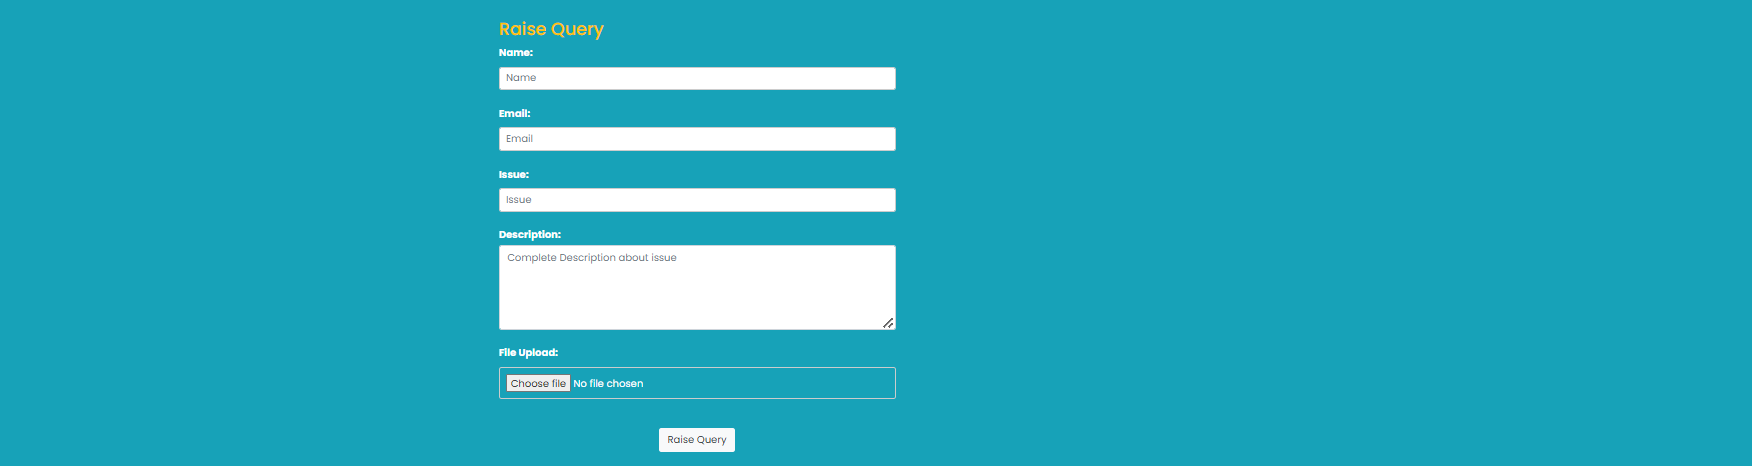 Raise Query
Name:
Name
Email:
Email
Issue:
Issue
Description:
Complete Description about issue
File Upload:
Choose file No file chosen
Raise Query